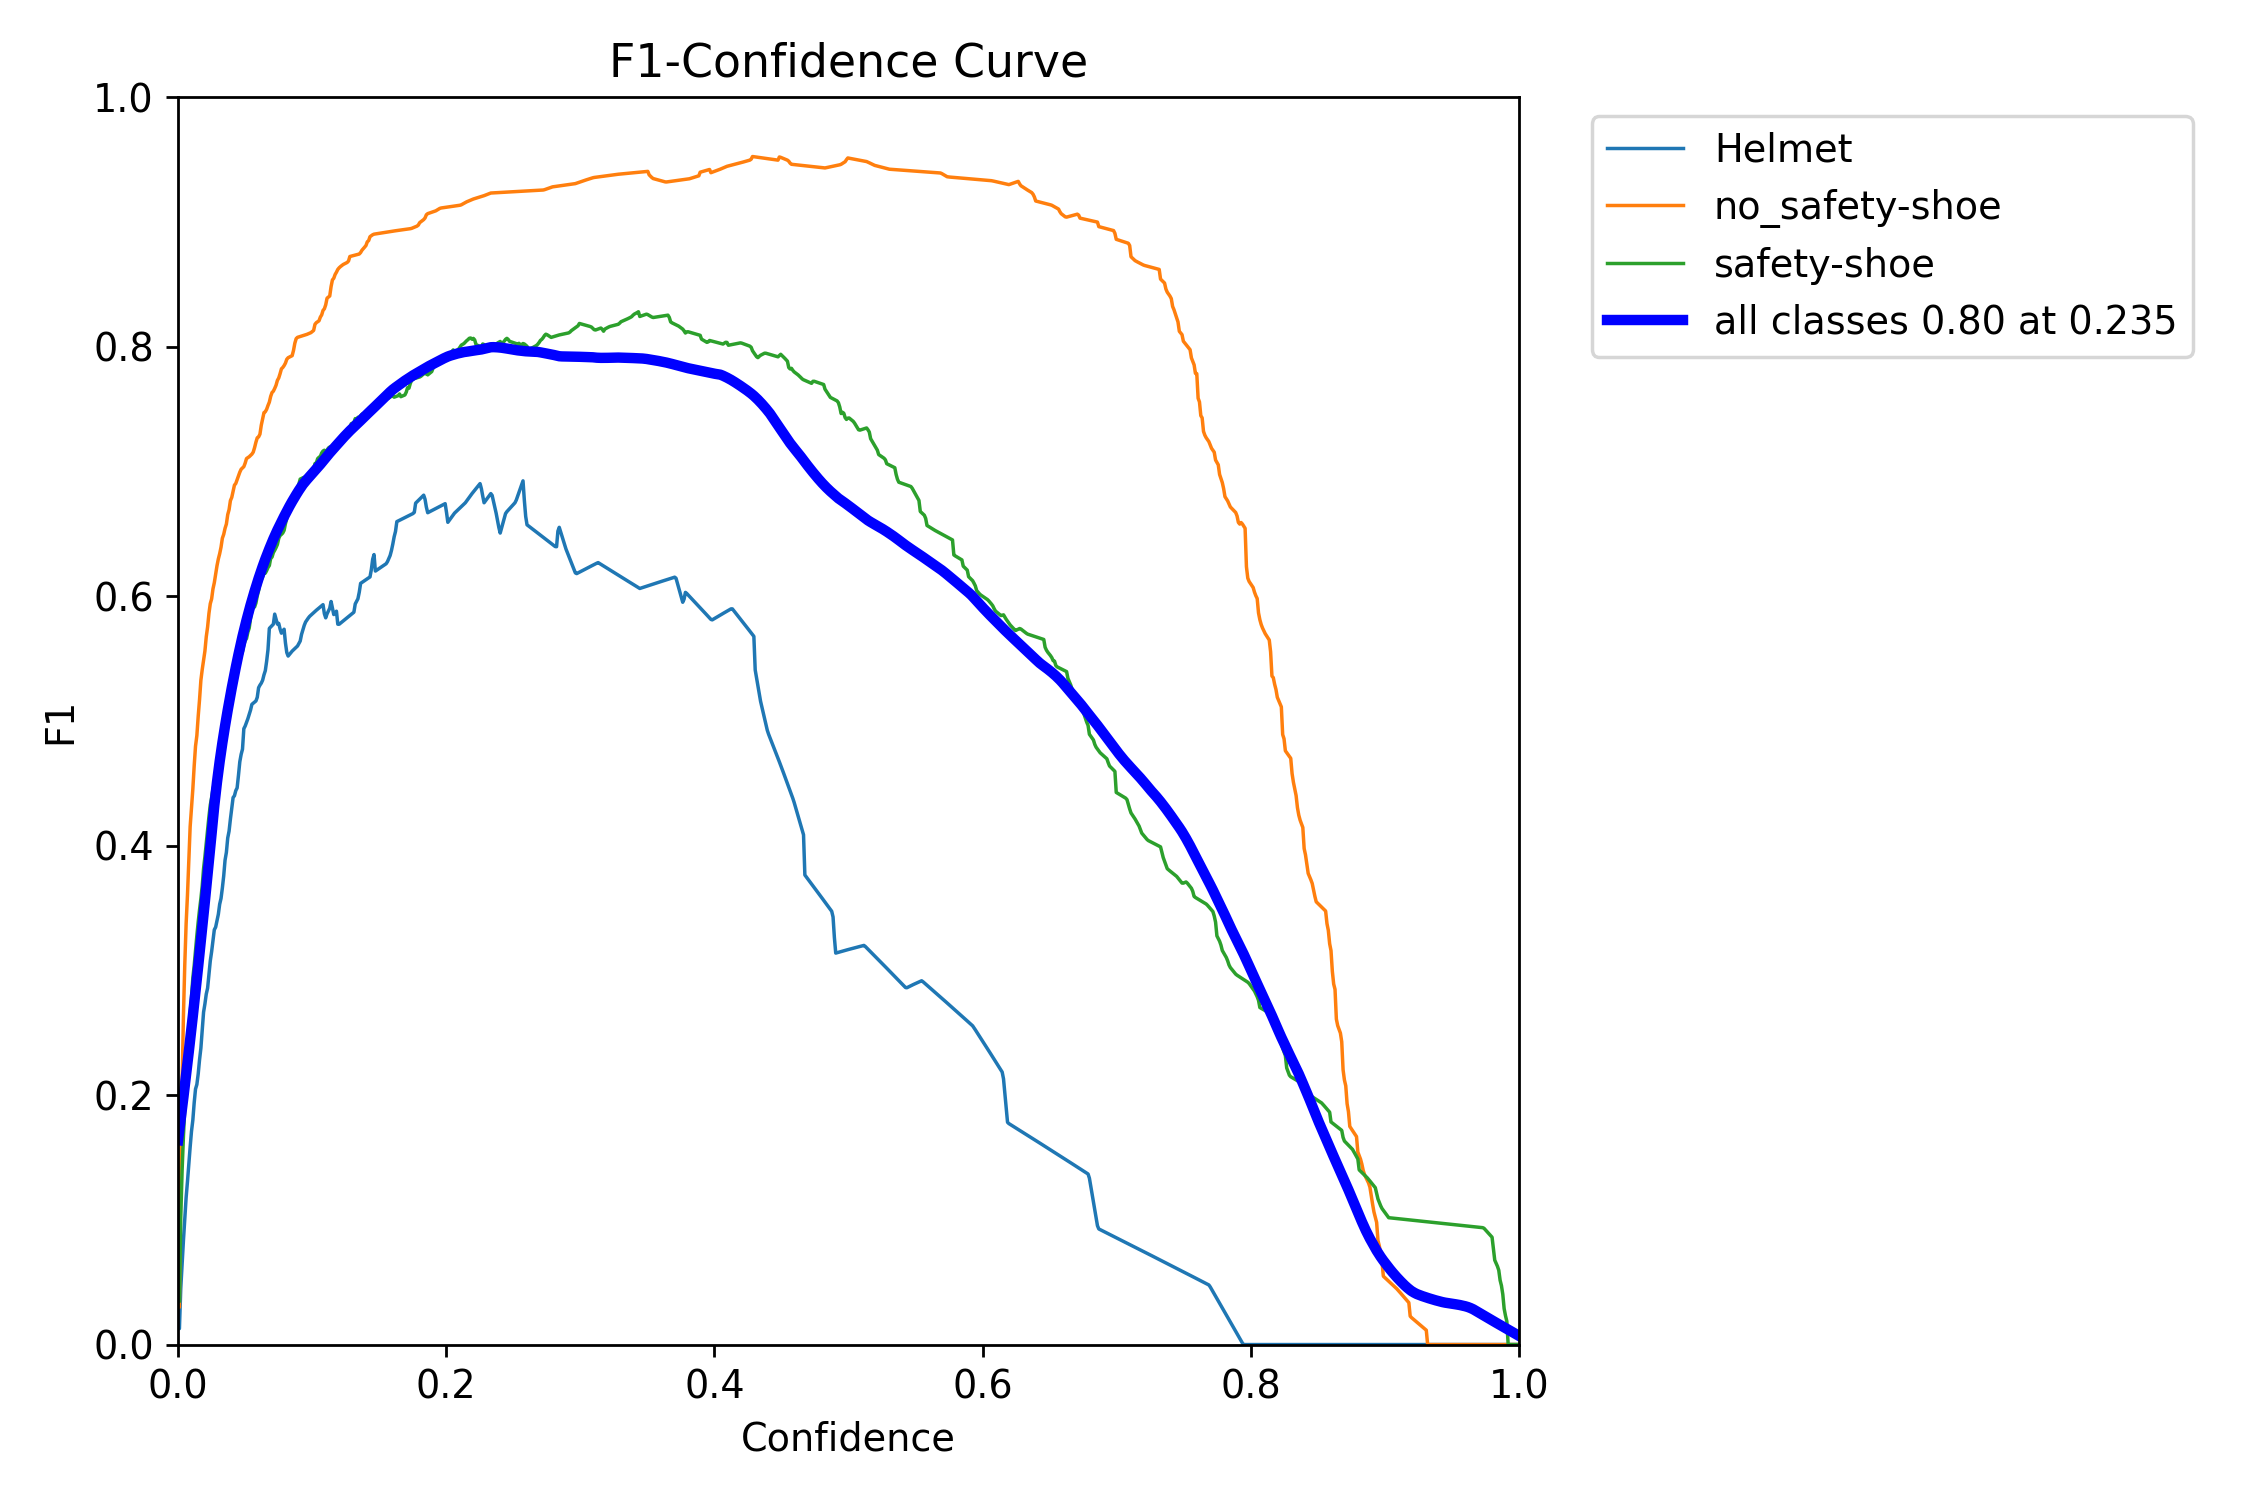 F1-Confidence Curve
Helmet
no_safety-shoe
safety-shoe
all classes 0.80 at 0.235
F1
1.0
0.8
0.6
0.4
0.2
0.0
0.0 0.2 0.4 0.6 0.8 1.0
Confidence